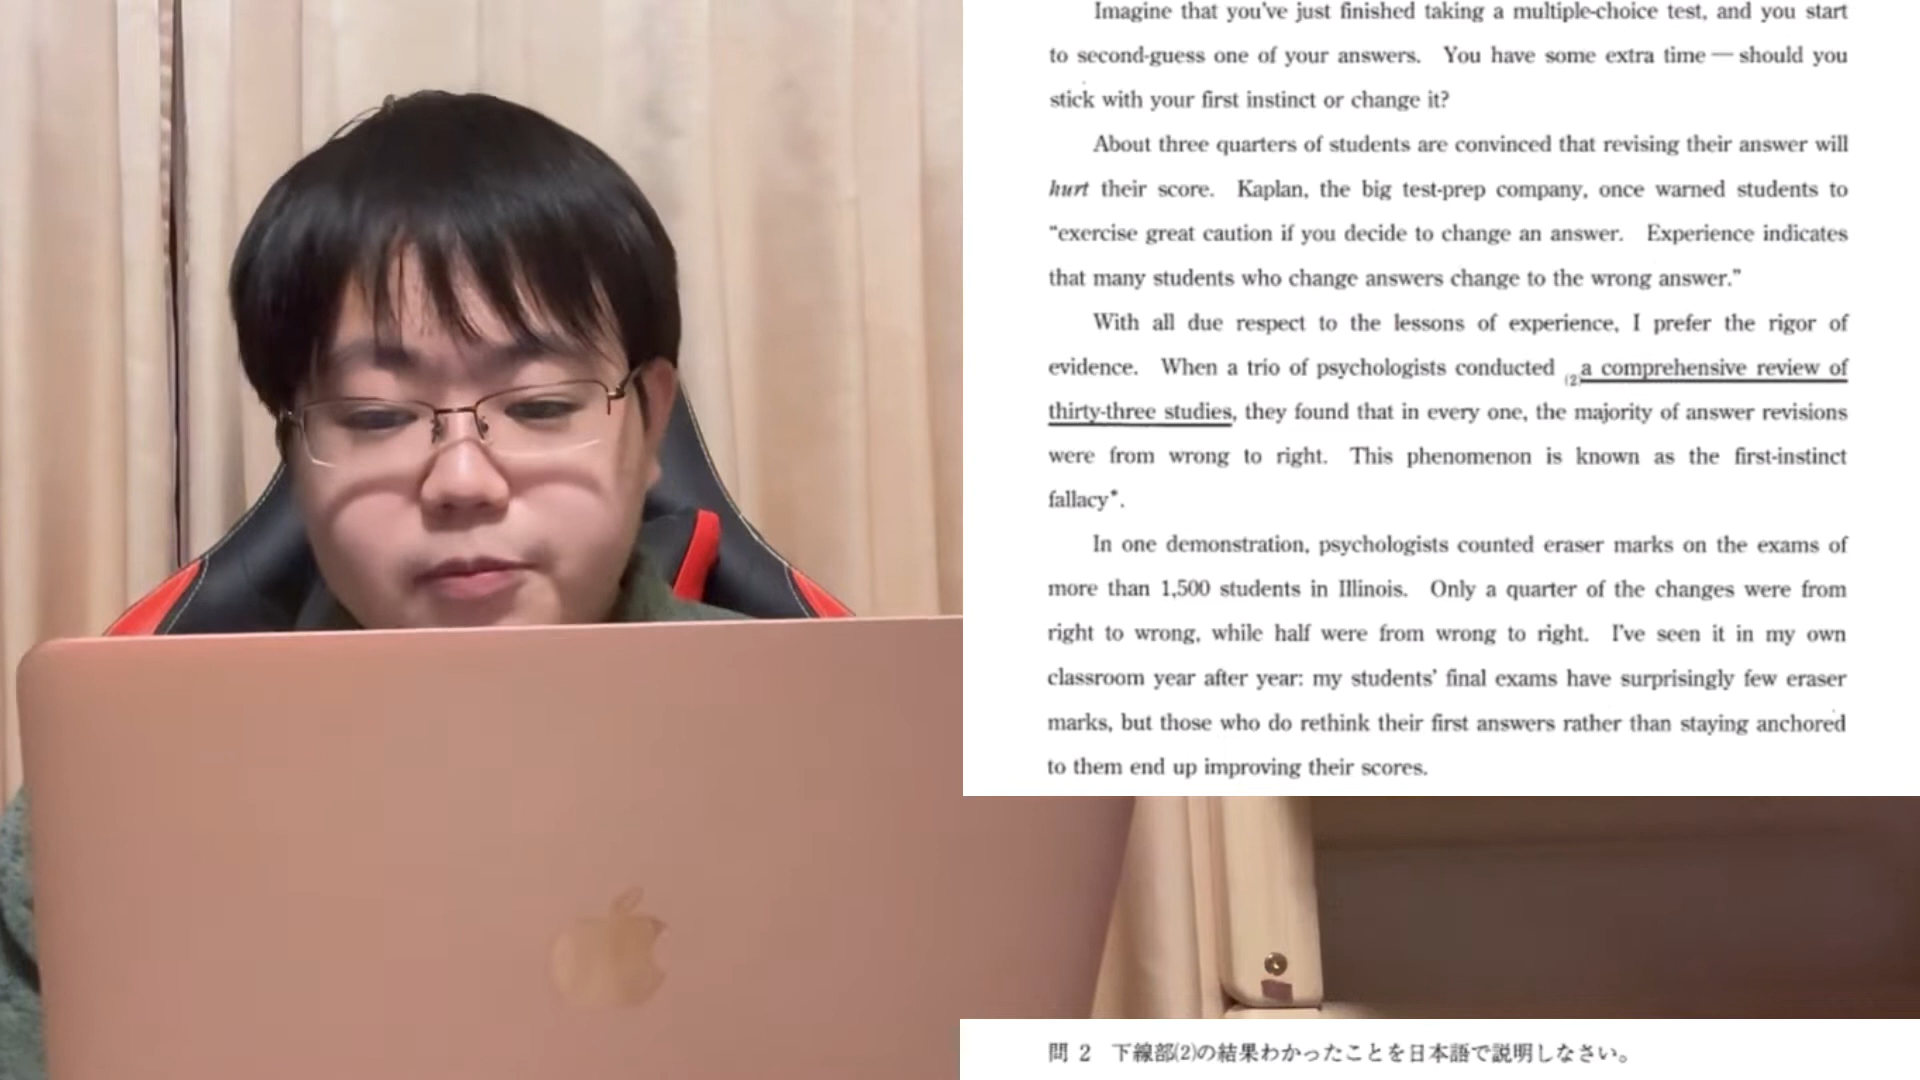 Imagine that you've just finished taking a multiple-choice test, and you start
to second-guess one of your answers. You have some extra time — should you
stick with your first instinct or change it?
About three quarters of students are convinced that revising their answer will
hurt their score. Kaplan, the big test-prep company, once warned students to
“exercise great caution if you decide to change an answer. Experience indicates
that many students who change answers change to the wrong answer.”
With all due respect to the lessons of experience, I prefer the rigor of
evidence. When a trio of psychologists conducted (2)a comprehensive review of
thirty-three studies, they found that in every one, the majority of answer revisions
were from wrong to right. This phenomenon is known as the first-instinct
fallacy*.
In one demonstration, psychologists counted eraser marks on the exams of
more than 1,500 students in Illinois. Only a quarter of the changes were from
right to wrong, while half were from wrong to right. I've seen it in my own
classroom year after year: my students' final exams have surprisingly few eraser
marks, but those who do rethink their first answers rather than staying anchored
to them end up improving their scores.
問 2 下線部(2)の結果わかったことを日本語で説明しなさい。